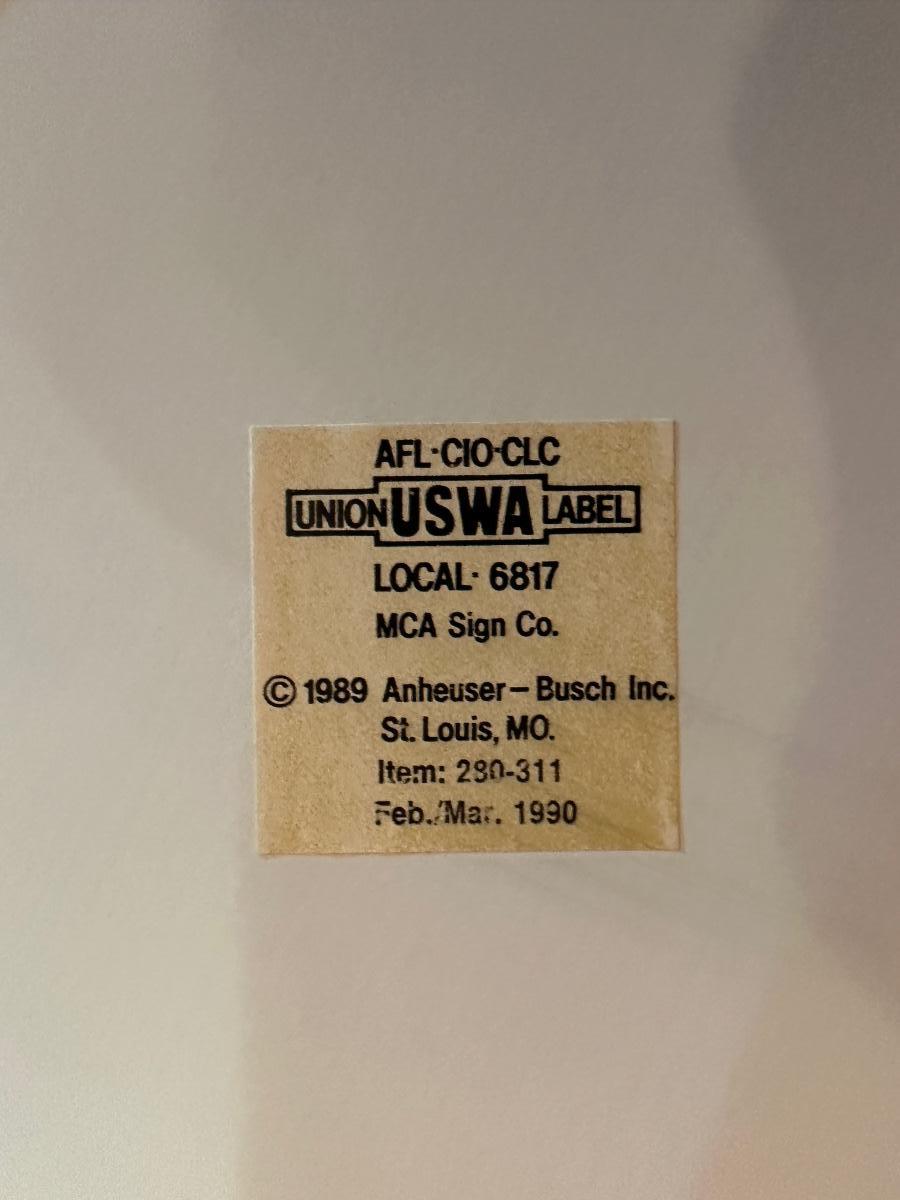 AFL·CIO·CLC
UNION USWA LABEL
LOCAL· 6817
MCA Sign Co.
© 1989 Anheuser–Busch Inc.
St. Louis, MO.
Item: 280-311
Feb./Mar. 1990